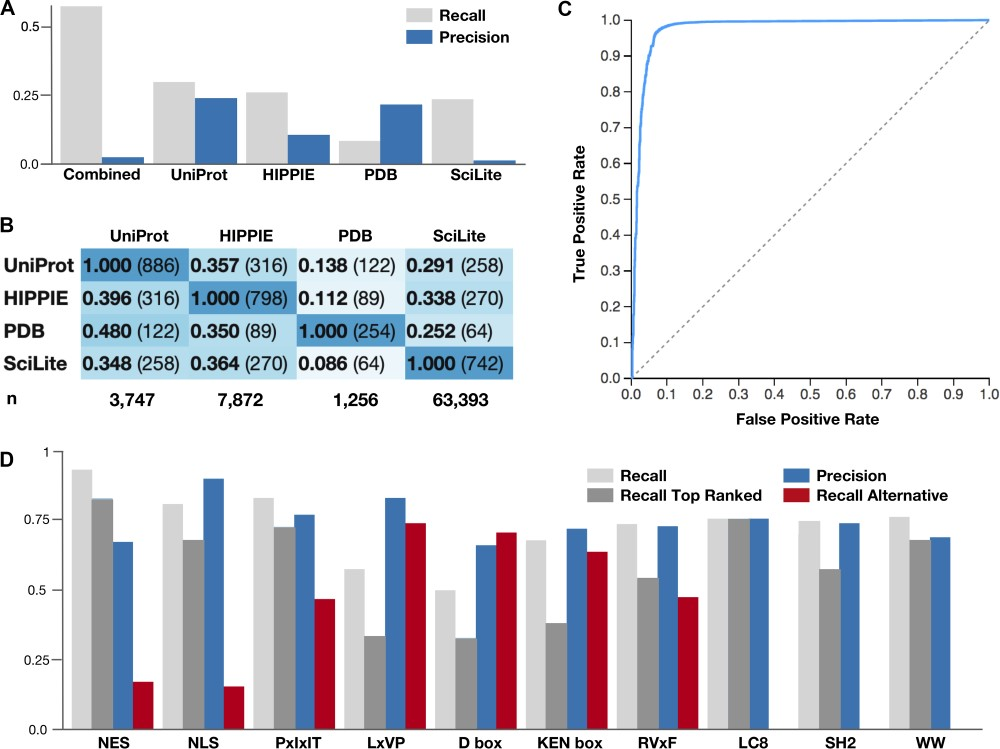 A
Recall
Precision
0.5
0.25
0.0
Combined UniProt HIPPIE PDB SciLite
B
UniProt HIPPIE PDB SciLite
UniProt 1.000 (886) 0.357 (316) 0.138 (122) 0.291 (258)
HIPPIE 0.396 (316) 1.000 (798) 0.112 (89) 0.338 (270)
PDB 0.480 (122) 0.350 (89) 1.000 (254) 0.252 (64)
SciLite 0.348 (258) 0.364 (270) 0.086 (64) 1.000 (742)
n 3,747 7,872 1,256 63,393
C
True Positive Rate
1.0
0.9
0.8
0.7
0.6
0.5
0.4
0.3
0.2
0.1
0.0
0.0 0.1 0.2 0.3 0.4 0.5 0.6 0.7 0.8 0.9 1.0
False Positive Rate
D
Recall Precision
Recall Top Ranked Recall Alternative
1
0.75
0.5
0.25
0.0
NES NLS PxIxIT LxVP D box KEN box RVxF LC8 SH2 WW